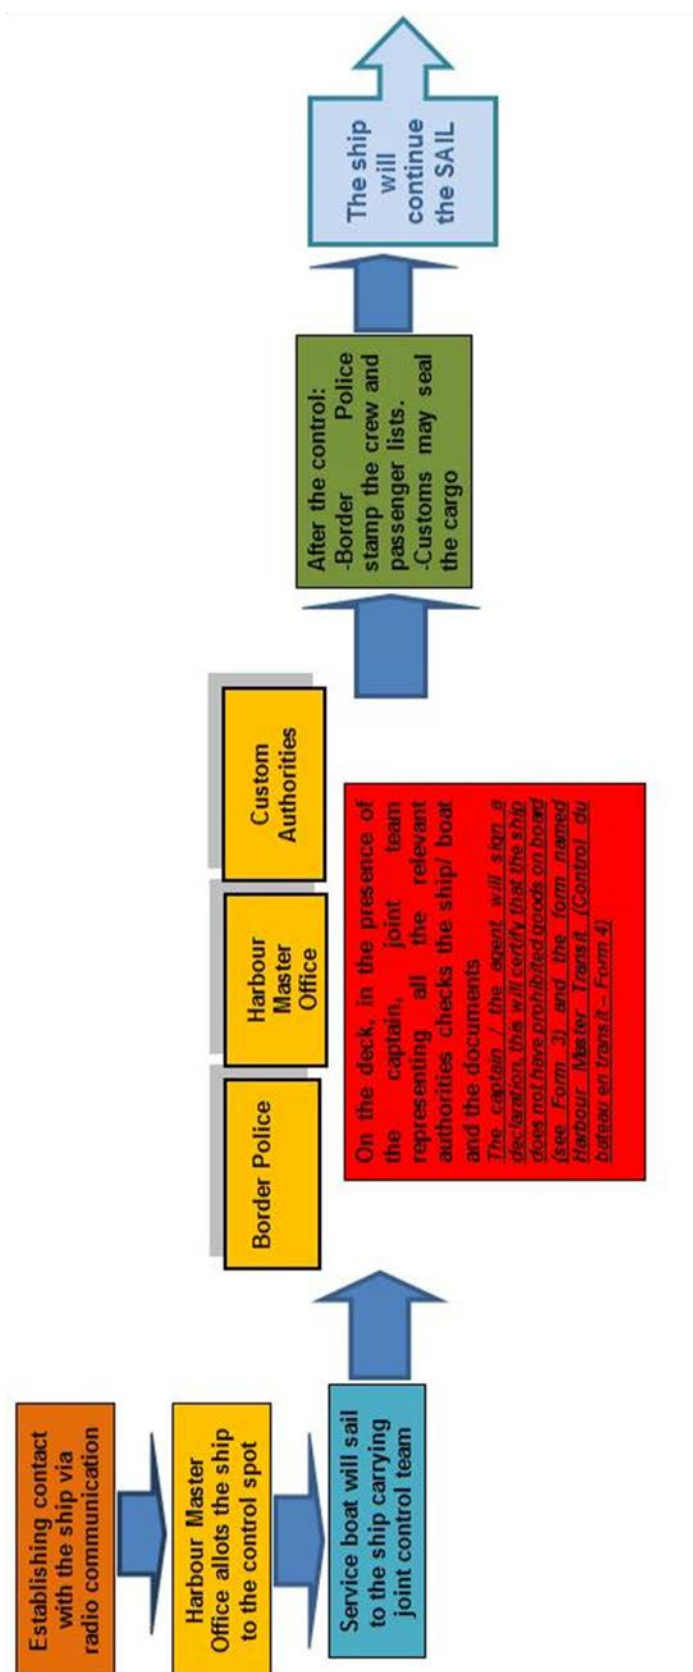 Establishing contact
with the ship via
radio communication
Harbour Master
Office allots the ship
to the control spot
Service boat will sail
to the ship carrying
joint control team
Border Police
Harbour
Master
Office
Custom
Authorities
On the deck, in the presence of
the captain, joint team
representing all the relevant
authorities checks the ship/ boat
and the documents
The captain / the agent will sign a
declaration, this will certify that the ship
does not have prohibited goods on board
(see Form 3) and the form named
Harbour Master Transit (Control du
bateau en transit – Form 4)
After the control:
-Border Police
stamp the crew and
passenger lists.
-Customs may seal
the cargo
The ship
will
continue
the SAIL